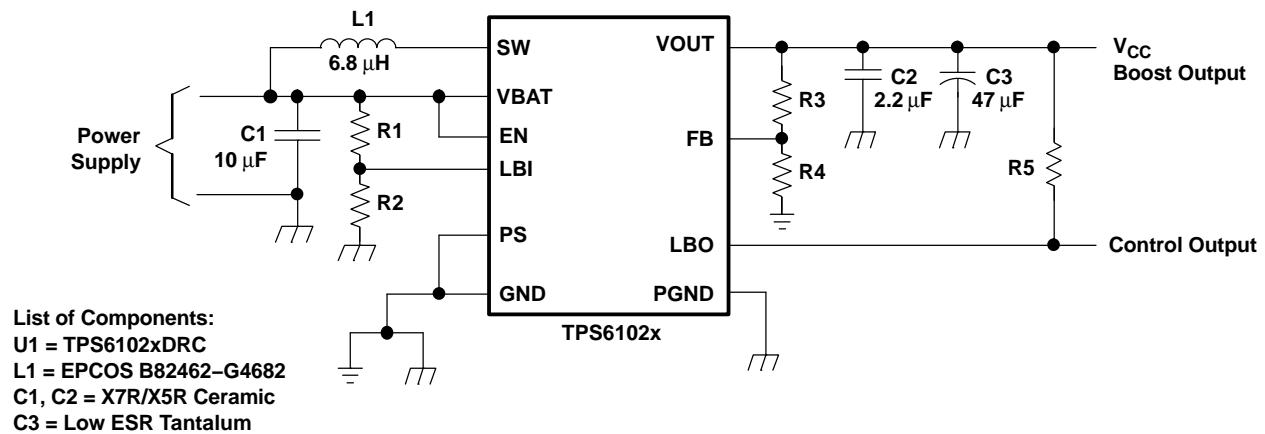 L1
6.8 µH
SW
VBAT
EN
LBI
PS
GND
VOUT
FB
LBO
PGND
TPS6102x
Power
Supply
C1
10 µF
R1
R2
R3
R4
C2
2.2 µF
C3
47 µF
R5
VCC
Boost Output
Control Output
List of Components:
U1 = TPS6102xDRC
L1 = EPCOS B82462–G4682
C1, C2 = X7R/X5R Ceramic
C3 = Low ESR Tantalum